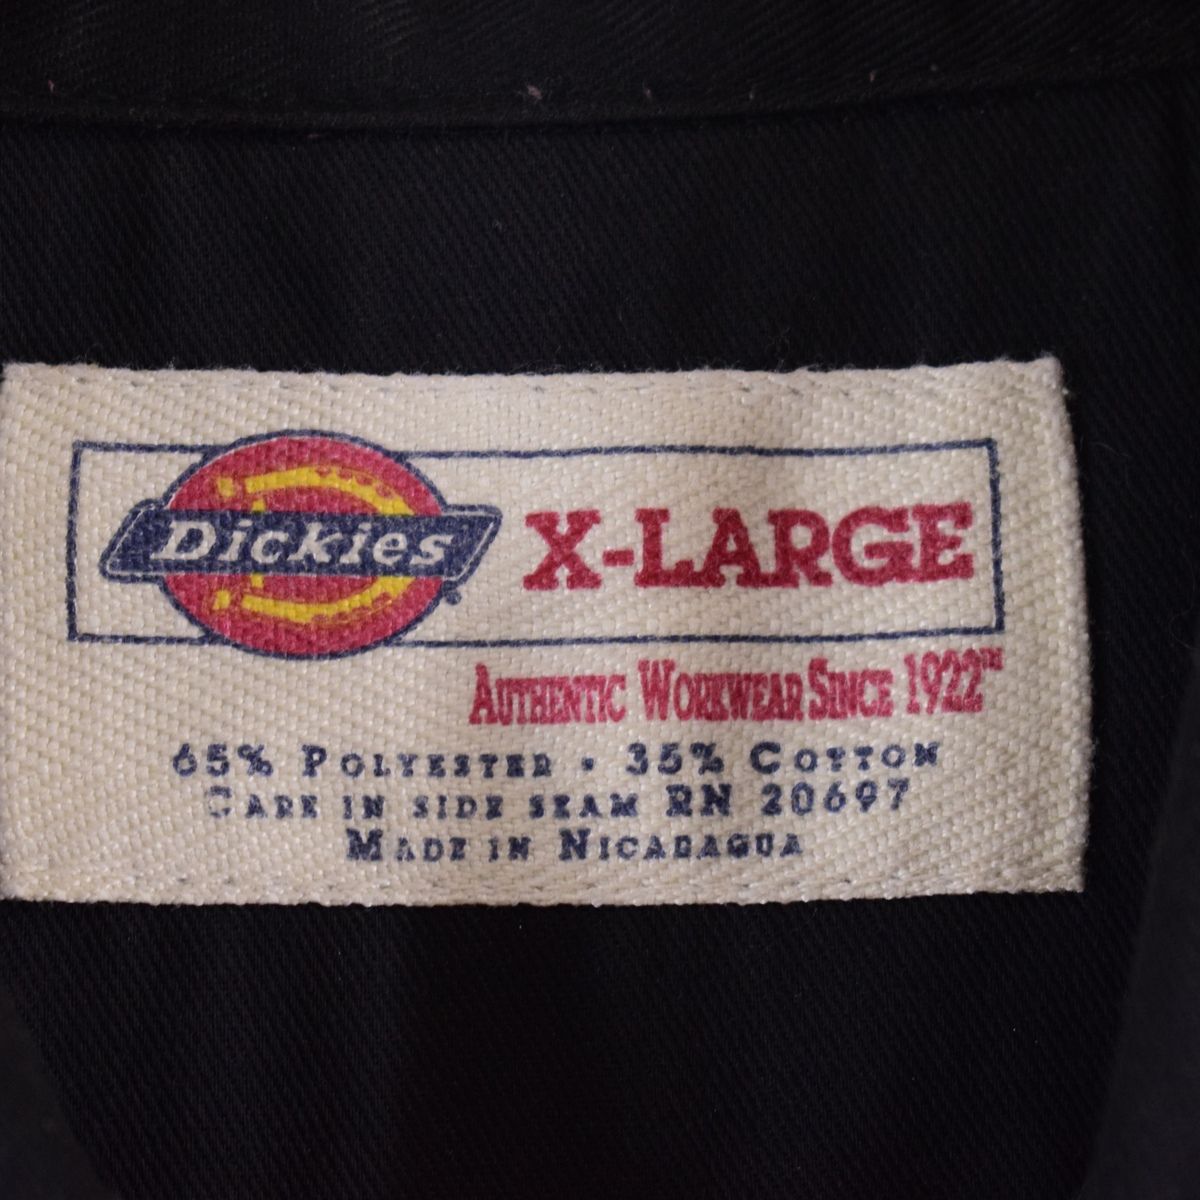 Dickies X-LARGE
AUTHENTIC WORKWEAR SINCE 1922™
65% POLYESTER · 35% COTTON
CARE IN SIDE SEAM RN 20697
MADE IN NICARAGUA